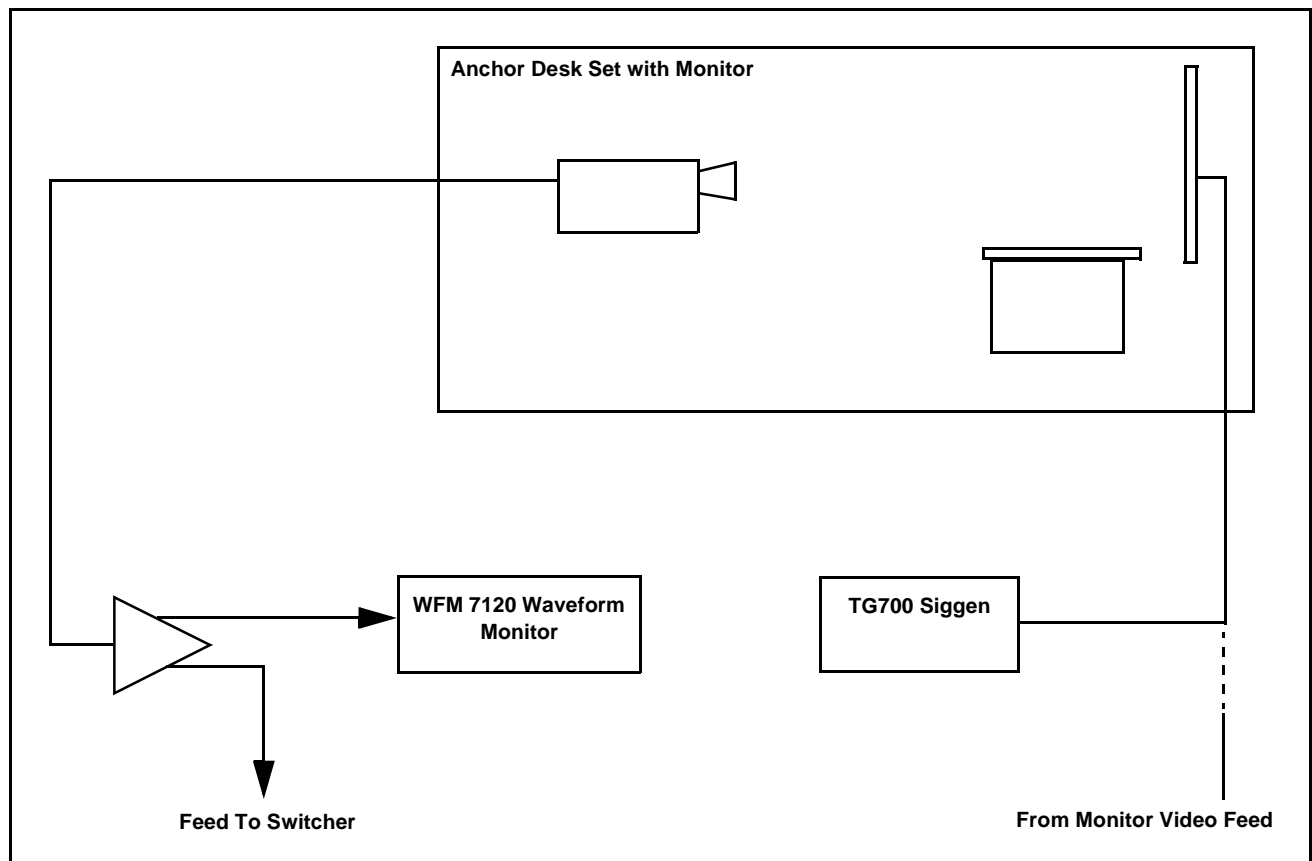 Anchor Desk Set with Monitor
WFM 7120 Waveform
Monitor
TG700 Siggen
Feed To Switcher
From Monitor Video Feed